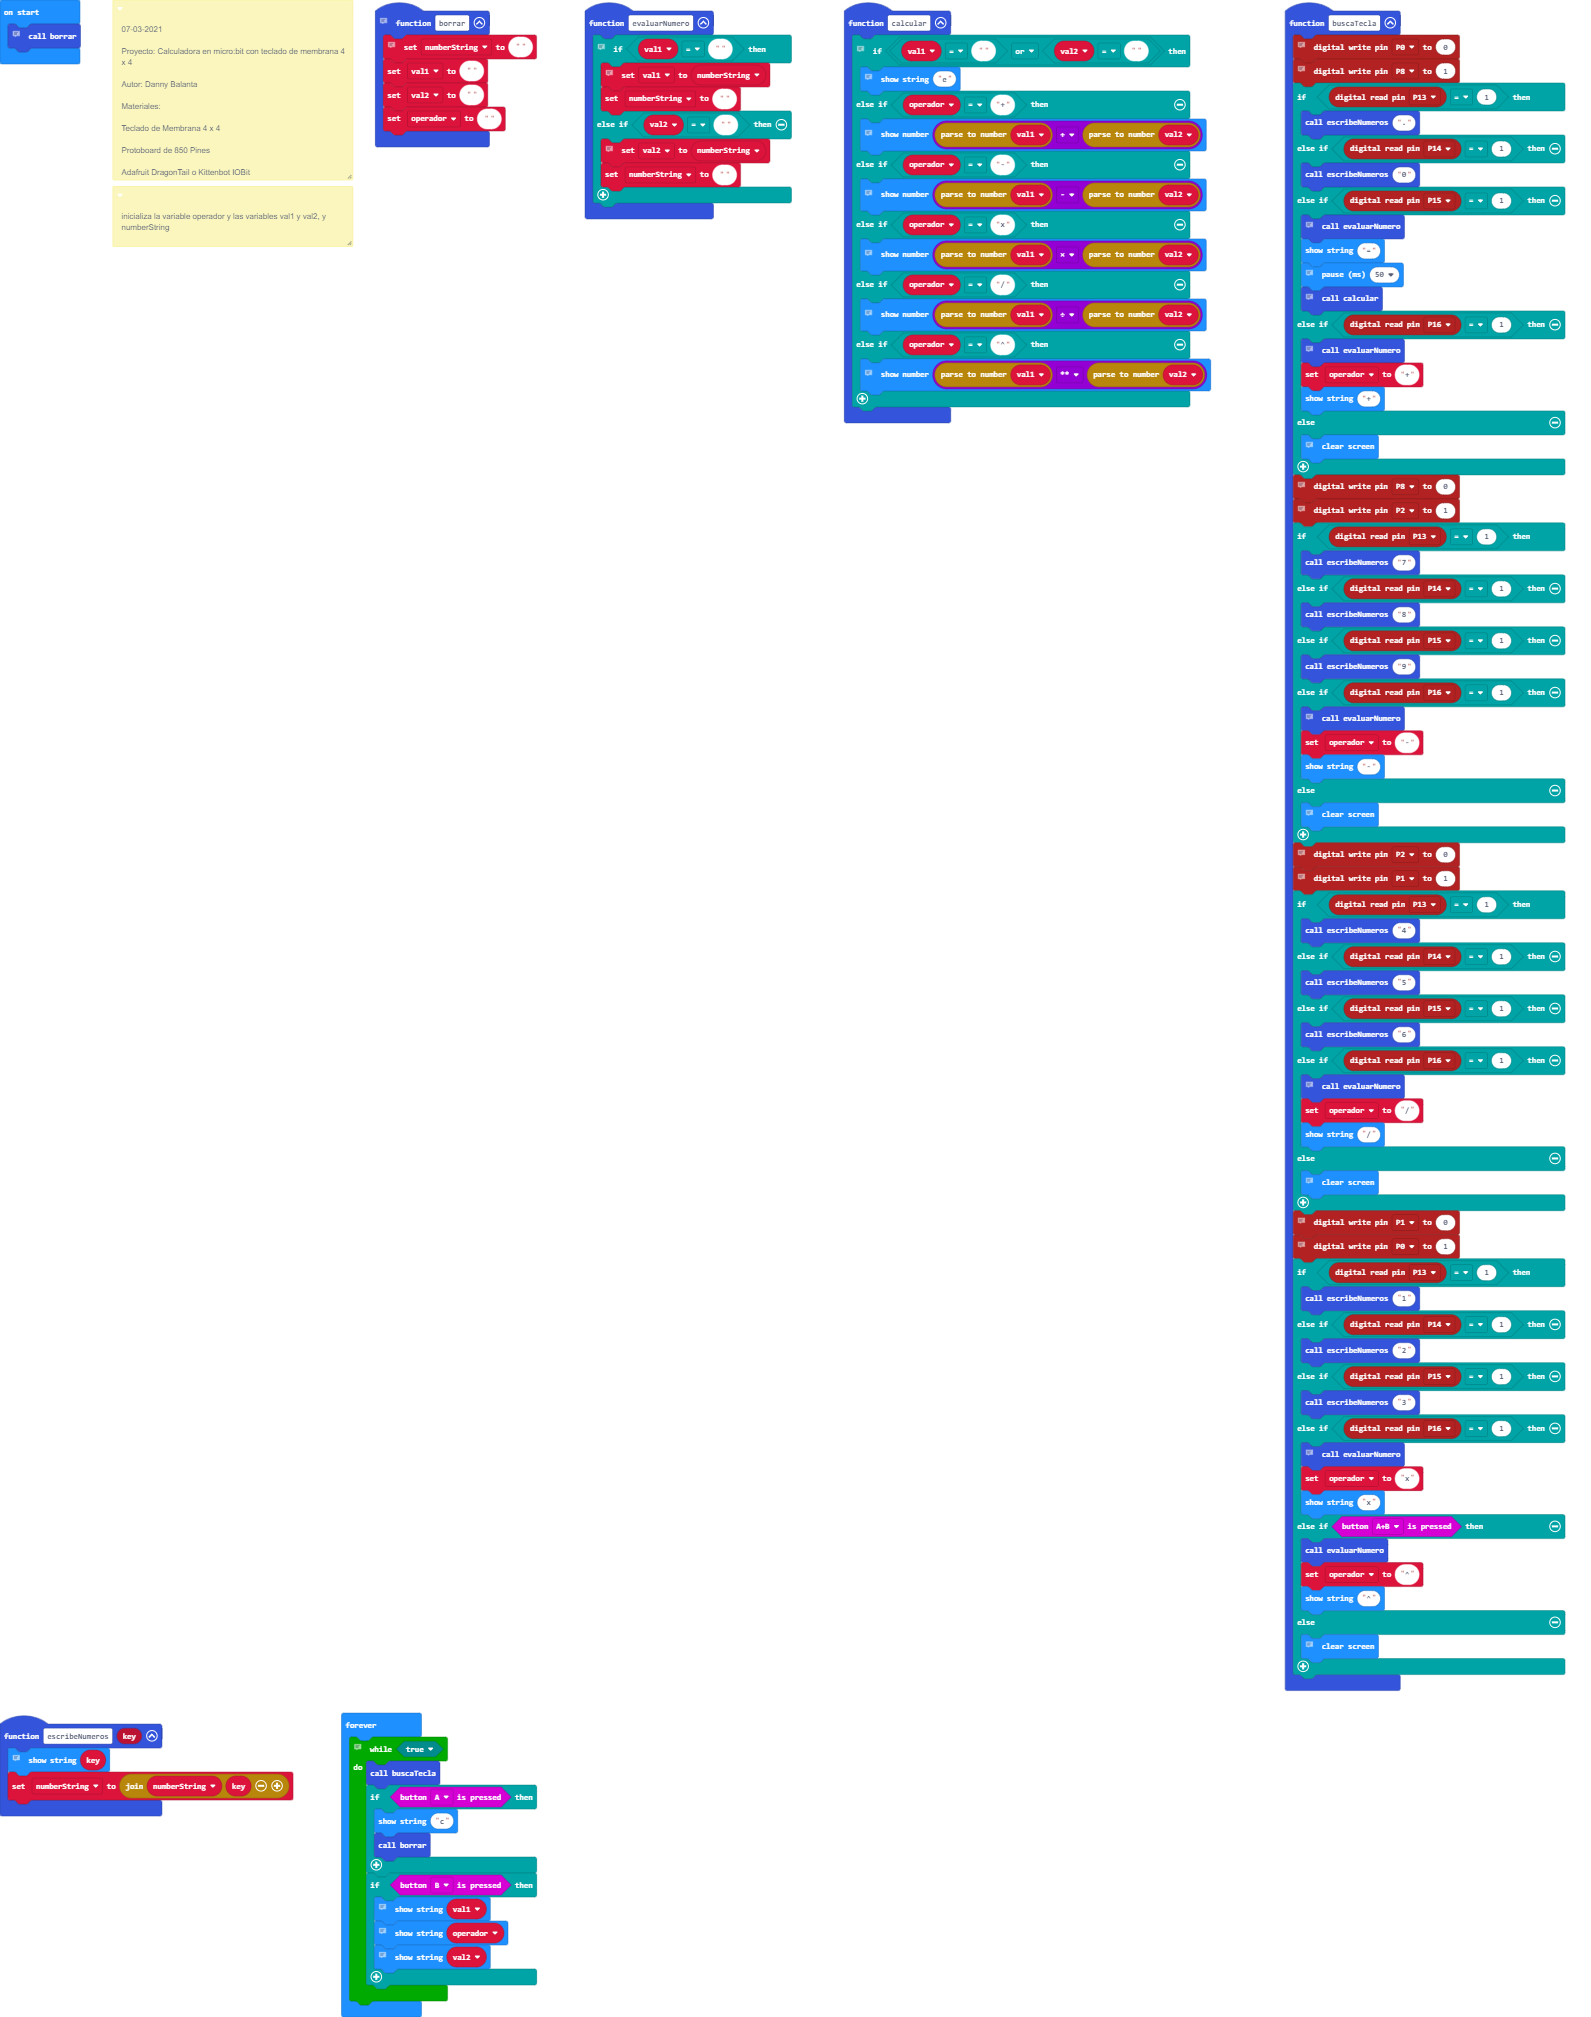 on start
call borrar
07-03-2021
Proyecto: Calculadora en micro:bit con teclado de membrana 4
x 4
Autor: Danny Balanta
Materiales:
Teclado de Membrana 4 x 4
Protoboard de 850 Pines
Adafruit DragonTail o Kittenbot IOBit
inicializa la variable operador y las variables val1 y val2, y
numberString
function borrar
set numberString to " "
set val1 to " "
set val2 to " "
set operador to " "
function evaluarNumero
if val1 = " " then
set val1 to numberString
set numberString to " "
else if val2 = " " then
set val2 to numberString
set numberString to " "
function calcular
if val1 = " " or val2 = " " then
show string "e"
else if operador = "+" then
show number parse to number val1 + parse to number val2
else if operador = "-" then
show number parse to number val1 - parse to number val2
else if operador = "x" then
show number parse to number val1 × parse to number val2
else if operador = "/" then
show number parse to number val1 ÷ parse to number val2
else if operador = "^" then
show number parse to number val1 ** parse to number val2
function buscaTecla
digital write pin P0 to 0
digital write pin P8 to 1
if digital read pin P13 = 1 then
call escribeNumeros "."
else if digital read pin P14 = 1 then
call escribeNumeros "0"
else if digital read pin P15 = 1 then
call evaluarNumero
show string "="
pause (ms) 50
call calcular
else if digital read pin P16 = 1 then
call evaluarNumero
set operador to "+"
show string "+"
else
clear screen
digital write pin P8 to 0
digital write pin P2 to 1
if digital read pin P13 = 1 then
call escribeNumeros "7"
else if digital read pin P14 = 1 then
call escribeNumeros "8"
else if digital read pin P15 = 1 then
call escribeNumeros "9"
else if digital read pin P16 = 1 then
call evaluarNumero
set operador to "-"
show string "-"
else
clear screen
digital write pin P2 to 0
digital write pin P1 to 1
if digital read pin P13 = 1 then
call escribeNumeros "4"
else if digital read pin P14 = 1 then
call escribeNumeros "5"
else if digital read pin P15 = 1 then
call escribeNumeros "6"
else if digital read pin P16 = 1 then
call evaluarNumero
set operador to "/"
show string "/"
else
clear screen
digital write pin P1 to 0
digital write pin P0 to 1
if digital read pin P13 = 1 then
call escribeNumeros "1"
else if digital read pin P14 = 1 then
call escribeNumeros "2"
else if digital read pin P15 = 1 then
call escribeNumeros "3"
else if digital read pin P16 = 1 then
call evaluarNumero
set operador to "x"
show string "x"
else if button A+B is pressed then
call evaluarNumero
set operador to "^"
show string "^"
else
clear screen
function escribeNumeros key
show string key
set numberString to join numberString key
forever
while true
do
call buscaTecla
if button A is pressed then
show string "c"
call borrar
if button B is pressed then
show string val1
show string operador
show string val2